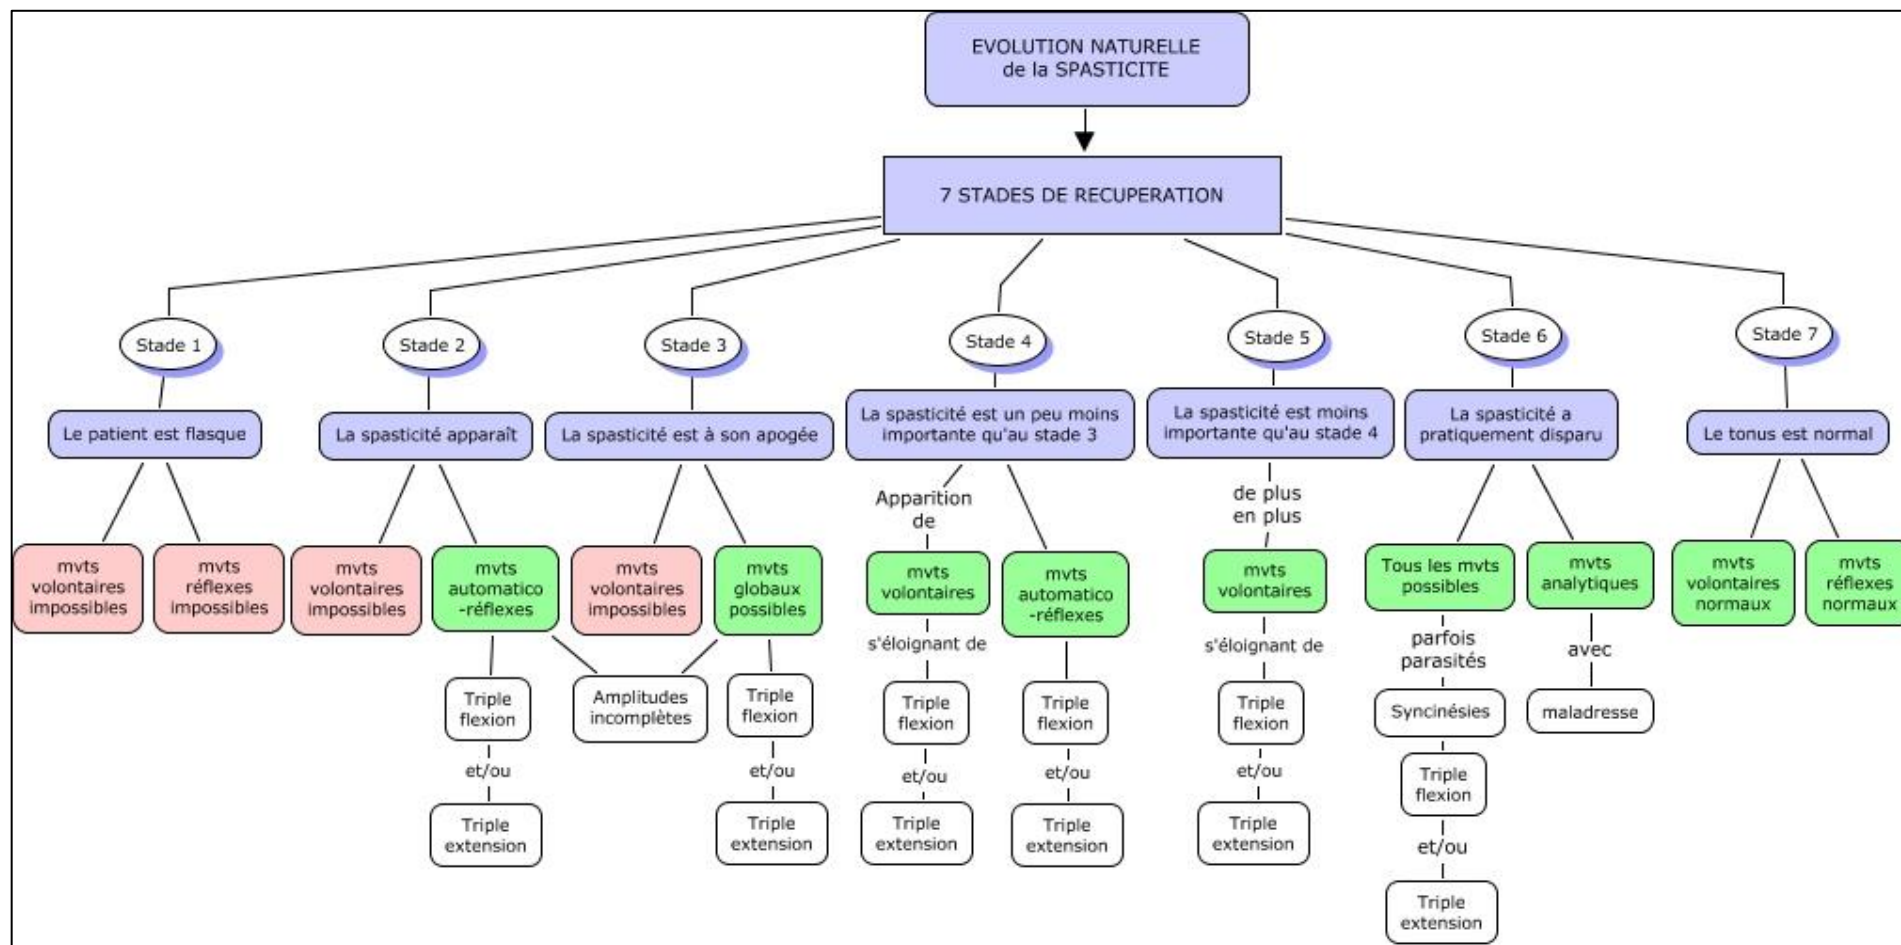 EVOLUTION NATURELLE
de la SPASTICITE
7 STADES DE RECUPERATION
Stade 1
Le patient est flasque
mvts
volontaires
impossibles
mvts
réflexes
impossibles
Stade 2
La spasticité apparaît
mvts
volontaires
impossibles
mvts
automatico
-réflexes
Triple
flexion
et/ou
Triple
extension
Amplitudes
incomplètes
Stade 3
La spasticité est à son apogée
mvts
volontaires
impossibles
mvts
globaux
possibles
Triple
flexion
et/ou
Triple
extension
Stade 4
La spasticité est un peu moins
importante qu'au stade 3
Apparition
de
mvts
volontaires
s'éloignant de
Triple
flexion
et/ou
Triple
extension
mvts
automatico
-réflexes
Triple
flexion
et/ou
Triple
extension
Stade 5
La spasticité est moins
importante qu'au stade 4
de plus
en plus
mvts
volontaires
s'éloignant de
Triple
flexion
et/ou
Triple
extension
Stade 6
La spasticité a
pratiquement disparu
Tous les mvts
possibles
parfois
parasités
Syncinésies
Triple
flexion
et/ou
Triple
extension
mvts
analytiques
avec
maladresse
Stade 7
Le tonus est normal
mvts
volontaires
normaux
mvts
réflexes
normaux